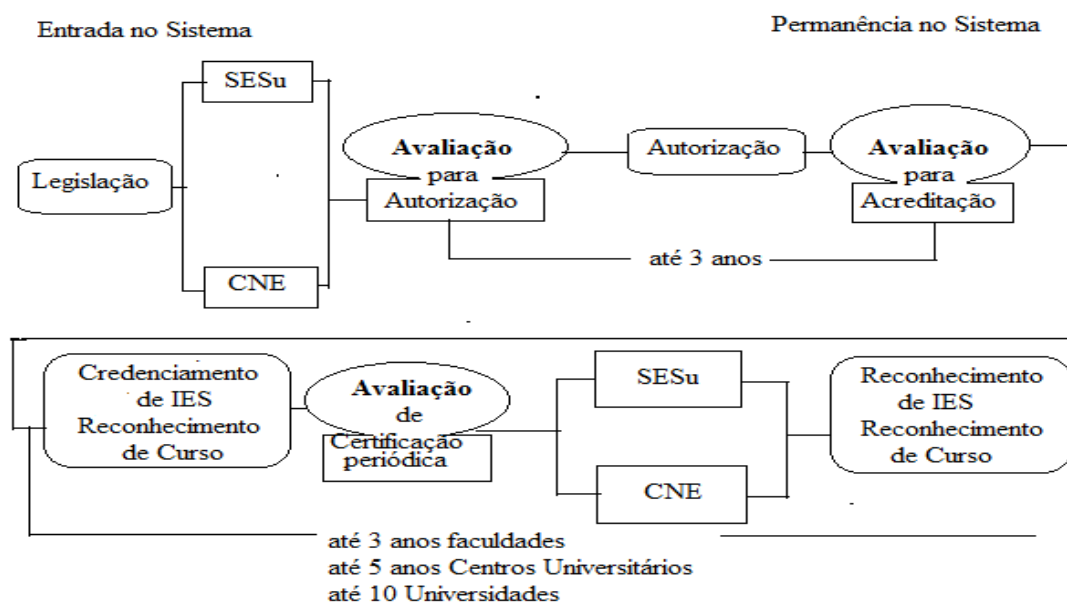 Entrada no Sistema
Permanência no Sistema
SESu
Legislação
CNE
Avaliação
para
Autorização
Autorização
Avaliação
para
Acreditação
até 3 anos
Credenciamento
de IES
Reconhecimento
de Curso
Avaliação
de
Certificação
periódica
SESu
CNE
Reconhecimento
de IES
Reconhecimento
de Curso
até 3 anos faculdades
até 5 anos Centros Universitários
até 10 Universidades